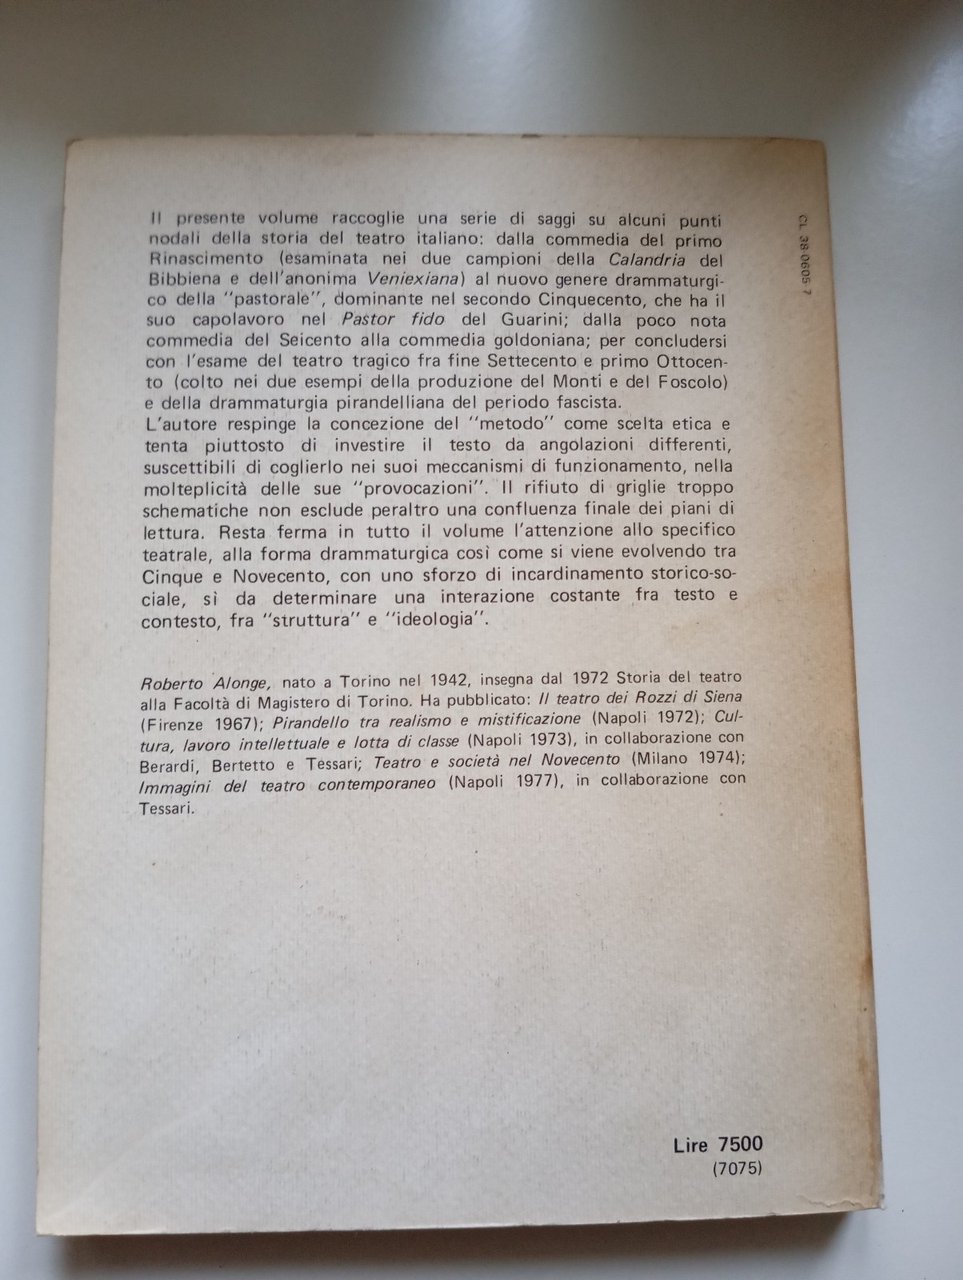 Il presente volume raccoglie una serie di saggi su alcuni punti
nodali della storia del teatro italiano: dalla commedia del primo
Rinascimento (esaminata nei due campioni della Calandria del
Bibbiena e dell'anonima Veniexiana) al nuovo genere drammaturgi-
co della "pastorale", dominante nel secondo Cinquecento, che ha il
suo capolavoro nel Pastor fido del Guarini; dalla poco nota
commedia del Seicento alla commedia goldoniana; per concludersi
con l'esame del teatro tragico fra fine Settecento e primo Ottocen-
to (colto nei due esempi della produzione del Monti e del Foscolo)
e della drammaturgia pirandelliana del periodo fascista.
L'autore respinge la concezione del "metodo" come scelta etica e
tenta piuttosto di investire il testo da angolazioni differenti,
suscettibili di coglierlo nei suoi meccanismi di funzionamento, nella
molteplicità delle sue "provocazioni". Il rifiuto di griglie troppo
schematiche non esclude peraltro una confluenza finale dei piani di
lettura. Resta ferma in tutto il volume l'attenzione allo specifico
teatrale, alla forma drammaturgica così come si viene evolvendo tra
Cinque e Novecento, con uno sforzo di incardinamento storico-so-
ciale, sì da determinare una interazione costante fra testo e
contesto, fra "struttura" e "ideologia".
Roberto Alonge, nato a Torino nel 1942, insegna dal 1972 Storia del teatro
alla Facoltà di Magistero di Torino. Ha pubblicato: Il teatro dei Rozzi di Siena
(Firenze 1967); Pirandello tra realismo e mistificazione (Napoli 1972); Cul-
tura, lavoro intellettuale e lotta di classe (Napoli 1973), in collaborazione con
Berardi, Bertetto e Tessari; Teatro e società nel Novecento (Milano 1974);
Immagini del teatro contemporaneo (Napoli 1977), in collaborazione con
Tessari.
CL 38-0605-7
Lire 7500
(7075)